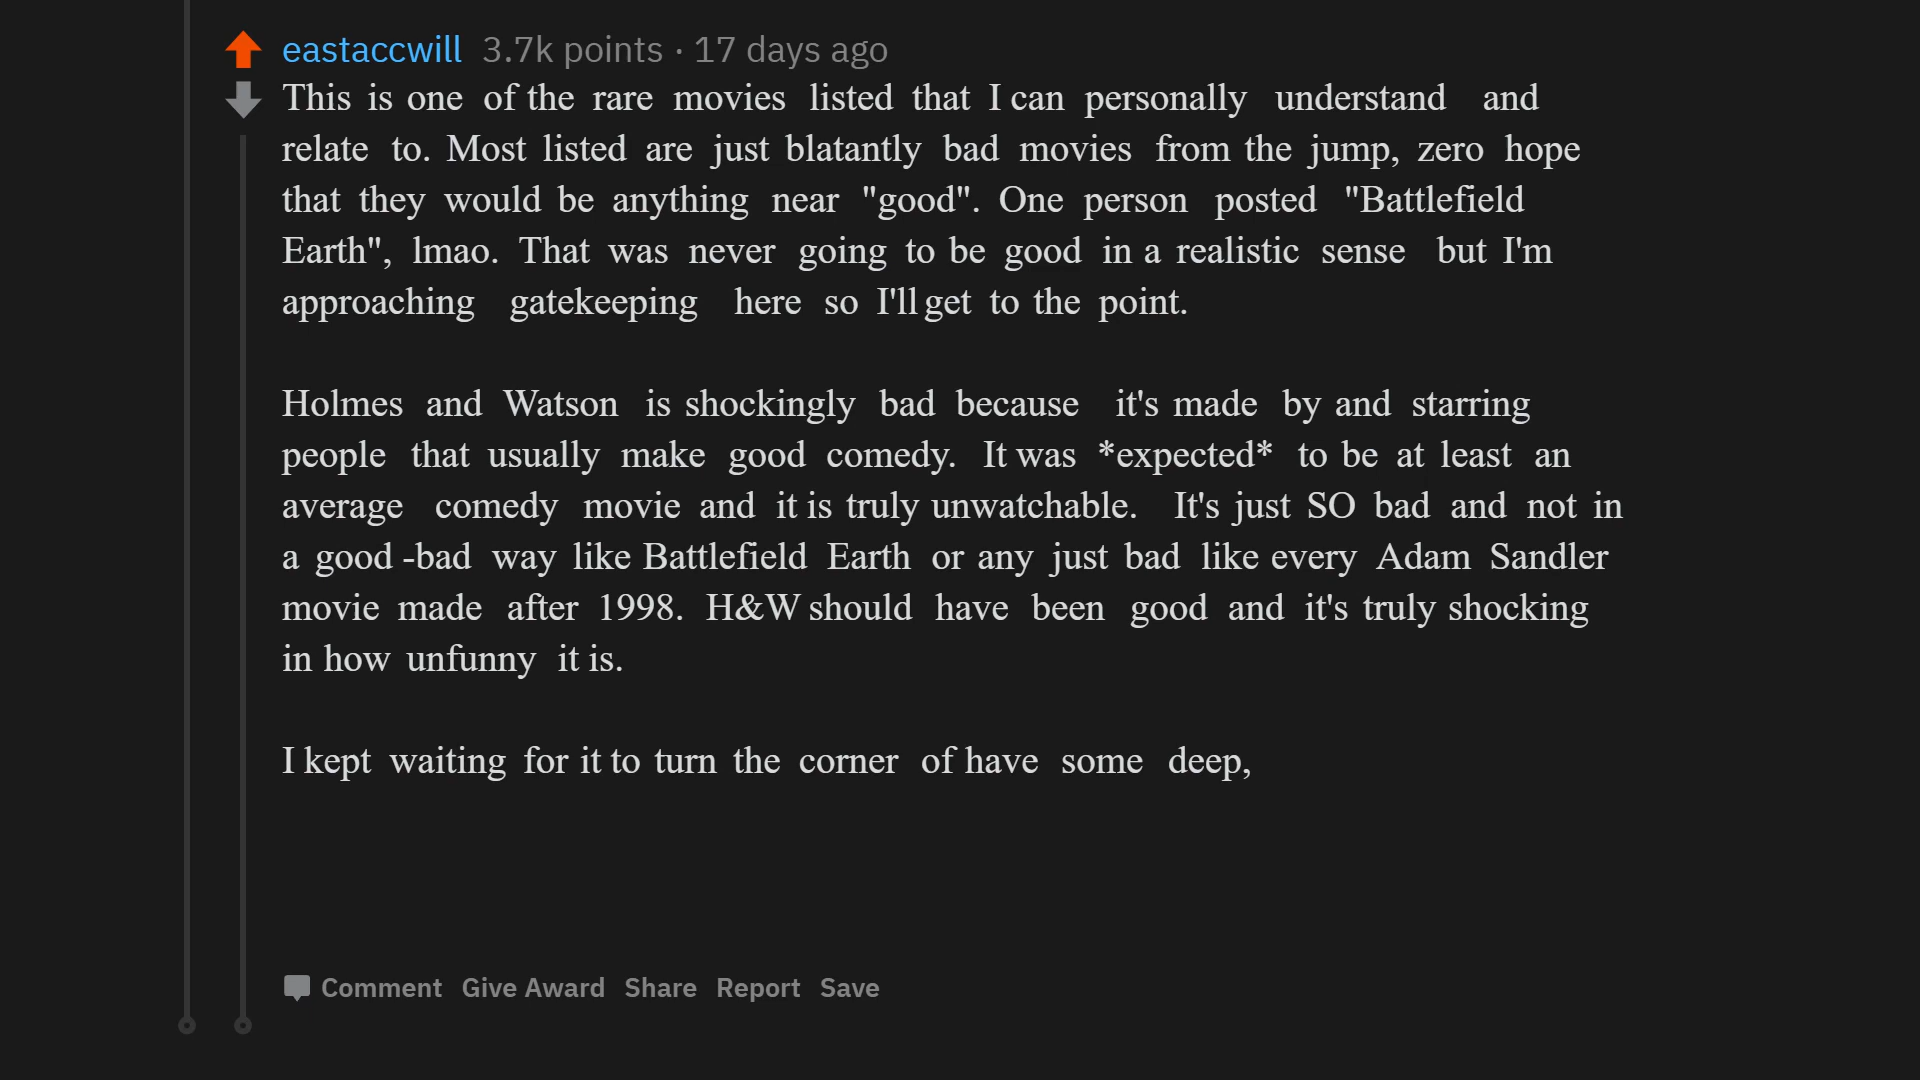 eastaccwill 3.7k points · 17 days ago
This is one of the rare movies listed that I can personally understand and
relate to. Most listed are just blatantly bad movies from the jump, zero hope
that they would be anything near "good". One person posted "Battlefield
Earth", lmao. That was never going to be good in a realistic sense but I'm
approaching gatekeeping here so I'll get to the point.
Holmes and Watson is shockingly bad because it's made by and starring
people that usually make good comedy. It was *expected* to be at least an
average comedy movie and it is truly unwatchable. It's just SO bad and not in
a good -bad way like Battlefield Earth or any just bad like every Adam Sandler
movie made after 1998. H&W should have been good and it's truly shocking
in how unfunny it is.
I kept waiting for it to turn the corner of have some deep,
Comment Give Award Share Report Save